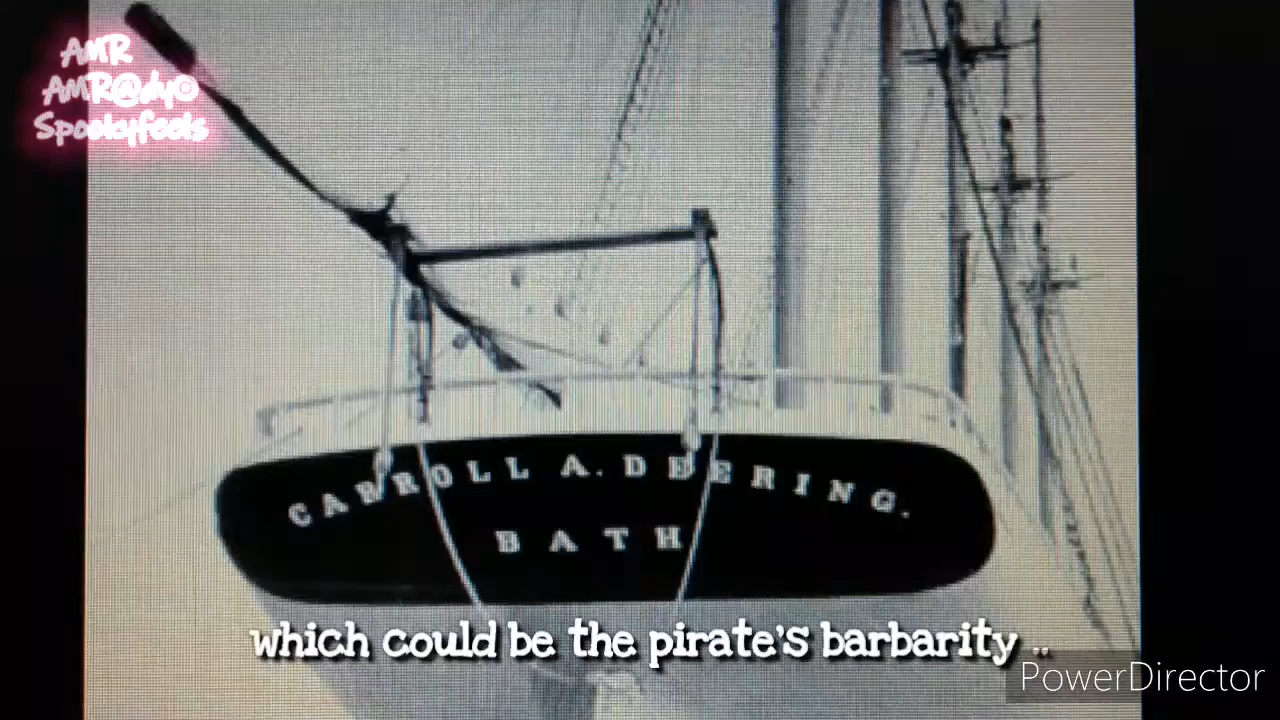 AMR
AMR@dyo
Spookyfeels
CARROLL A. DEERING.
BATH
which could be the pirate's barbarity ..
PowerDirector